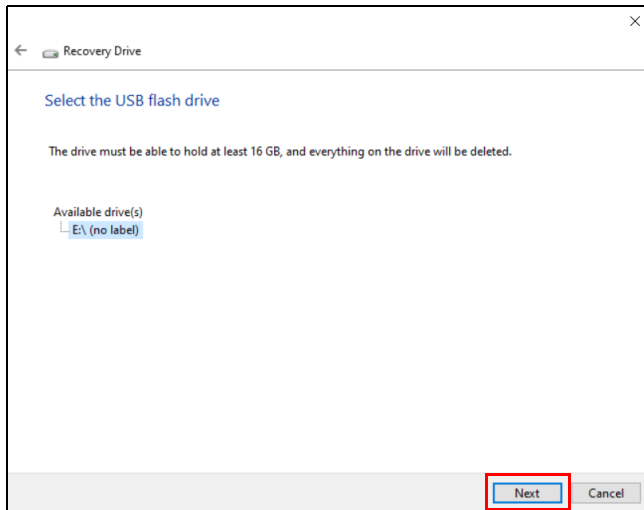 Recovery Drive
Select the USB flash drive
The drive must be able to hold at least 16 GB, and everything on the drive will be deleted.
Available drive(s)
E:\ (no label)
Next Cancel